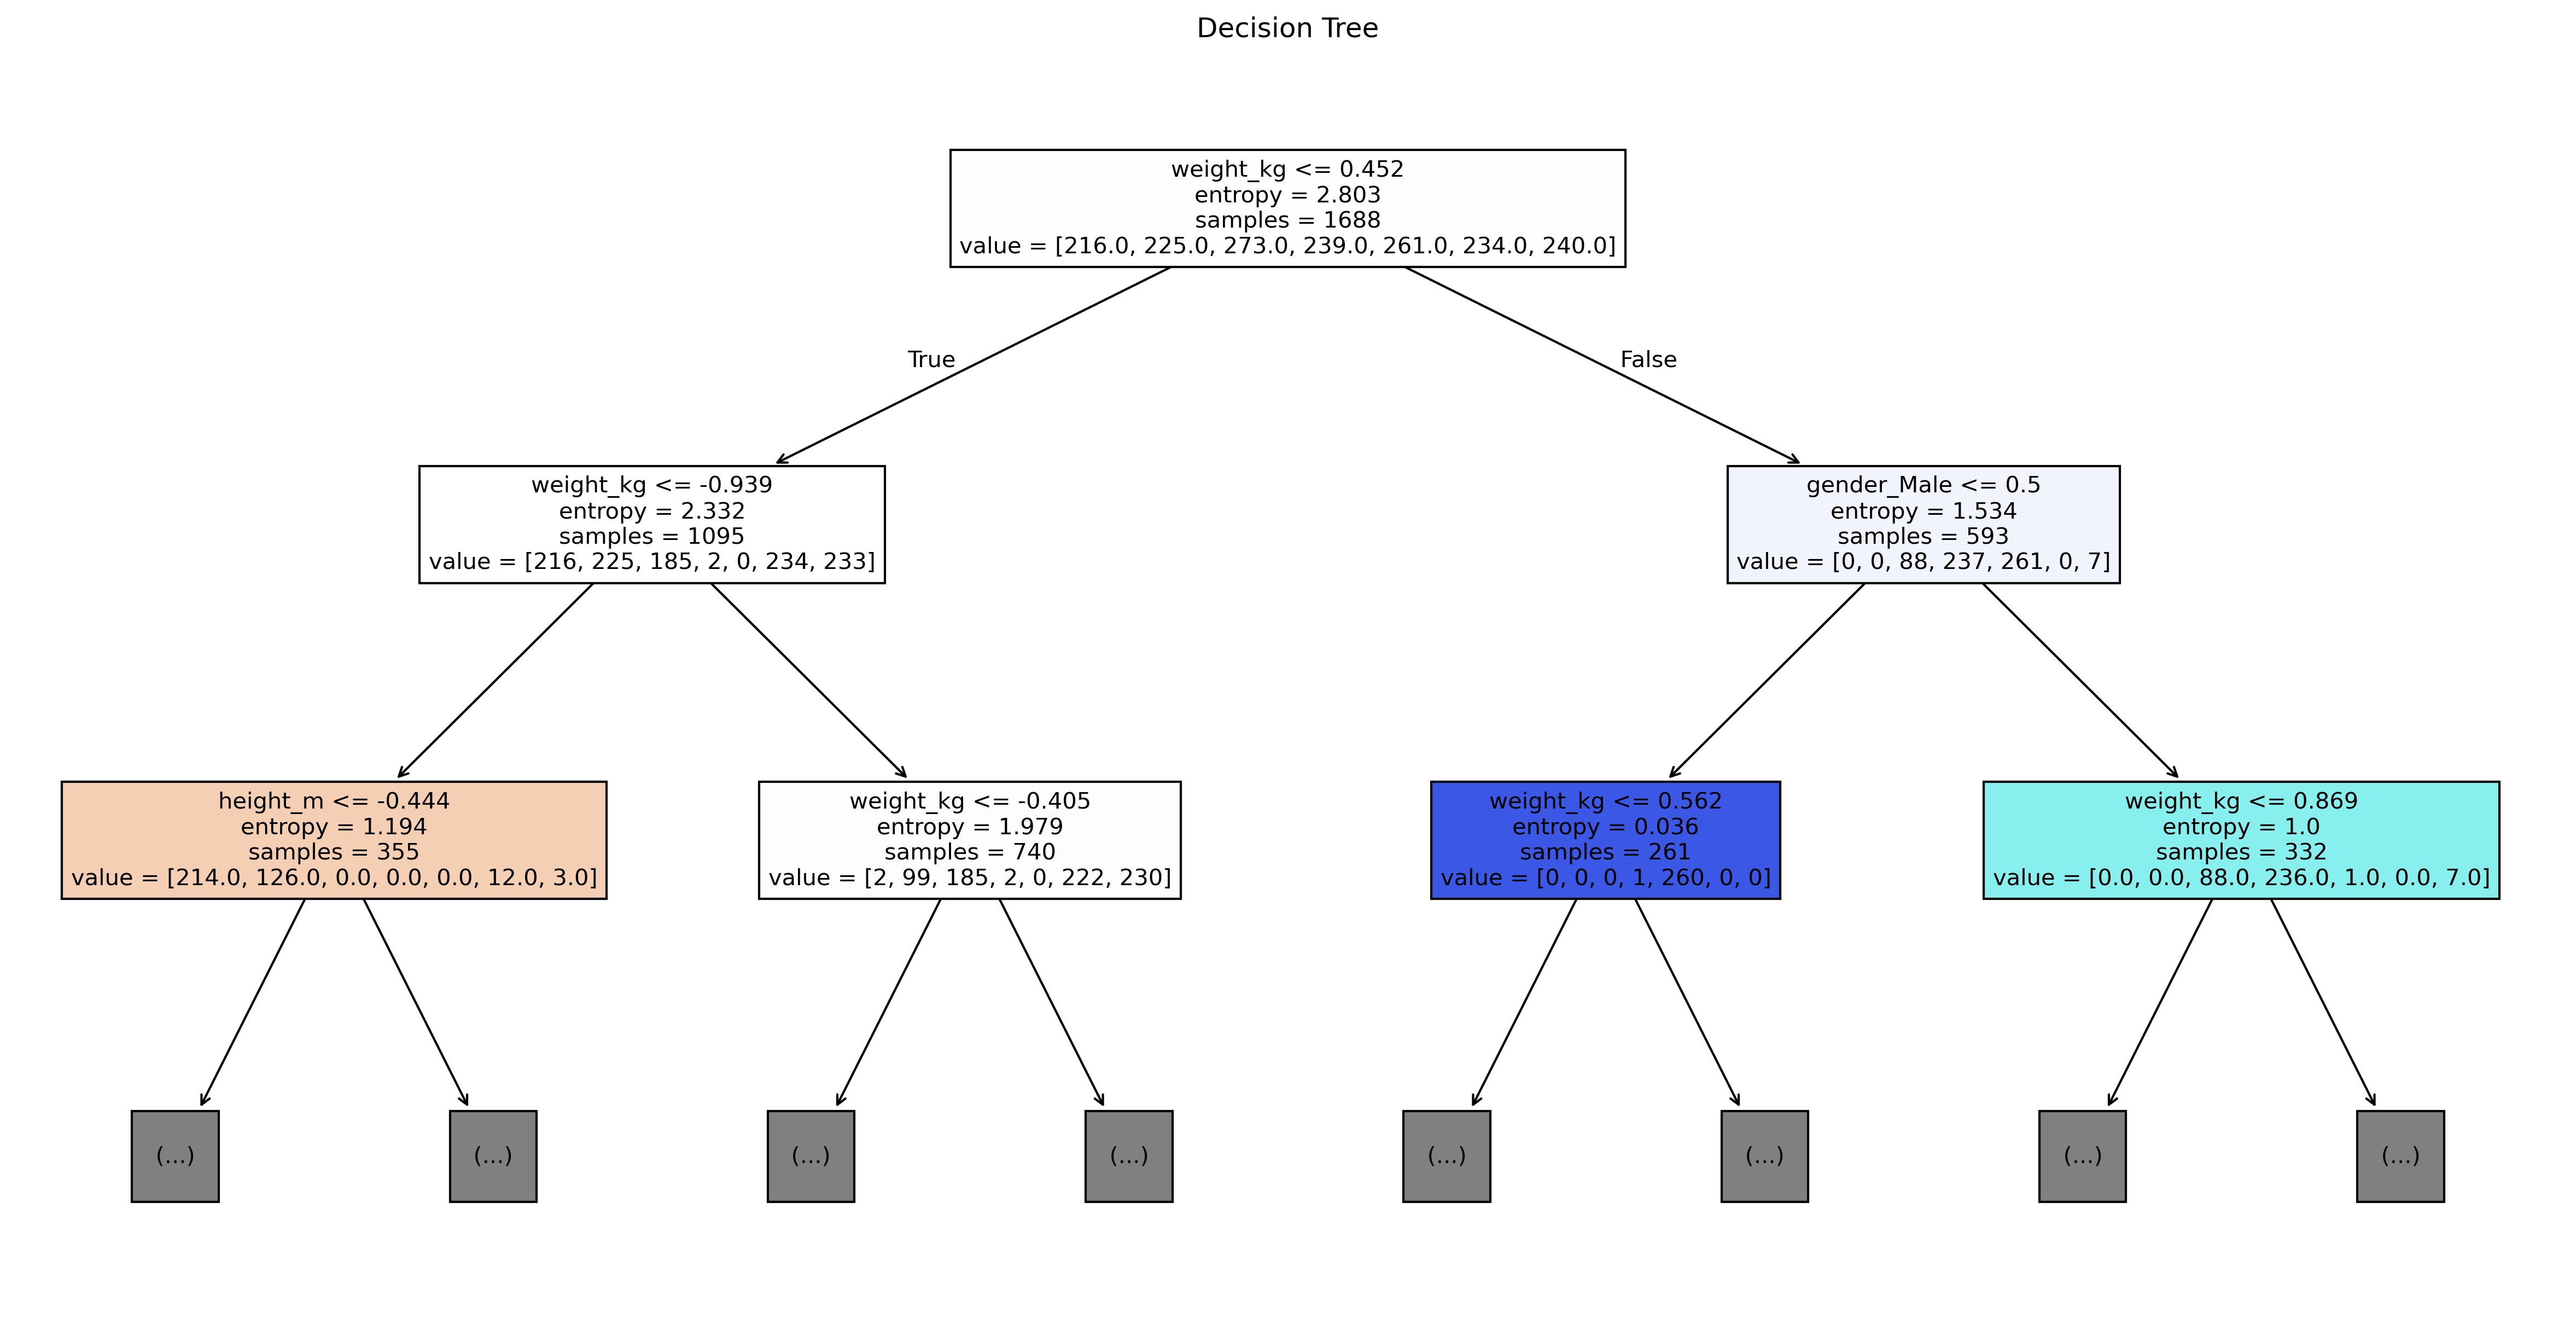 Decision Tree
weight_kg <= 0.452
entropy = 2.803
samples = 1688
value = [216.0, 225.0, 273.0, 239.0, 261.0, 234.0, 240.0]
True
False
weight_kg <= -0.939
entropy = 2.332
samples = 1095
value = [216, 225, 185, 2, 0, 234, 233]
gender_Male <= 0.5
entropy = 1.534
samples = 593
value = [0, 0, 88, 237, 261, 0, 7]
height_m <= -0.444
entropy = 1.194
samples = 355
value = [214.0, 126.0, 0.0, 0.0, 0.0, 12.0, 3.0]
weight_kg <= -0.405
entropy = 1.979
samples = 740
value = [2, 99, 185, 2, 0, 222, 230]
weight_kg <= 0.562
entropy = 0.036
samples = 261
value = [0, 0, 0, 1, 260, 0, 0]
weight_kg <= 0.869
entropy = 1.0
samples = 332
value = [0.0, 0.0, 88.0, 236.0, 1.0, 0.0, 7.0]
(...)
(...)
(...)
(...)
(...)
(...)
(...)
(...)